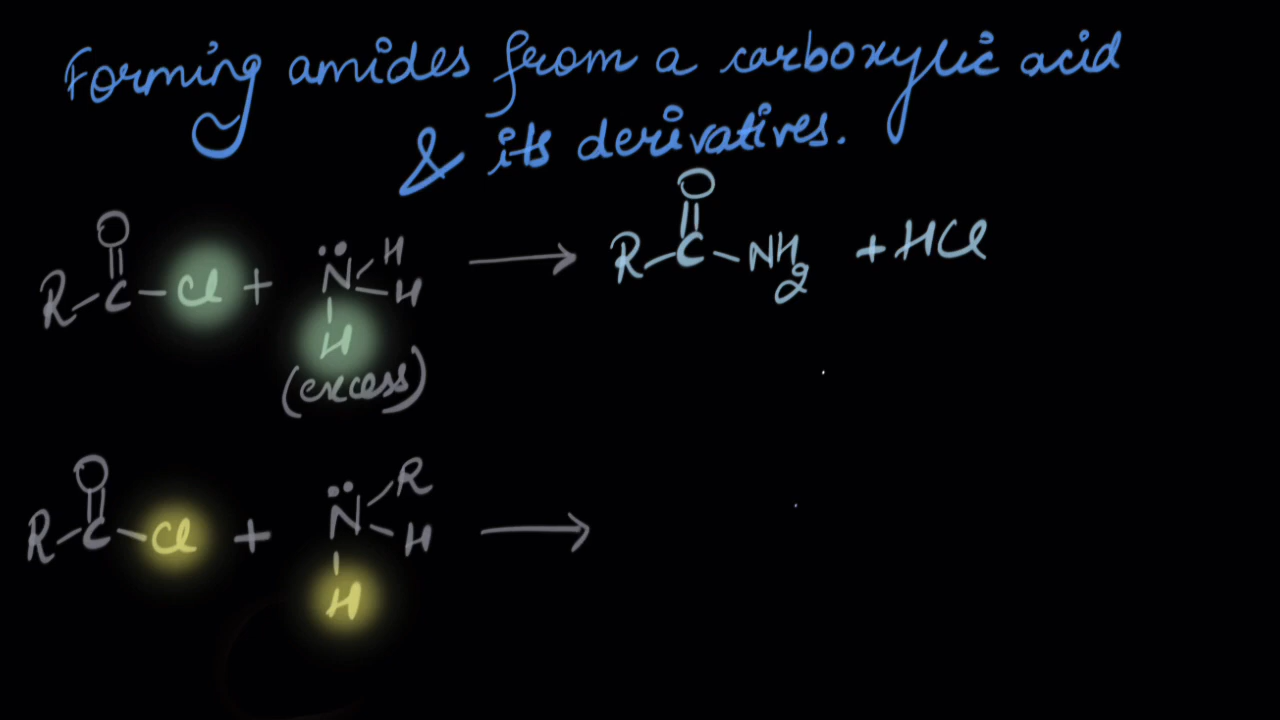 Forming amides from a carboxylic acid
& its derivatives.
O O
R-C-Cl + N H H H → R-C-NH2 + HCl
(excess)
O
R-C-Cl + N R H H →